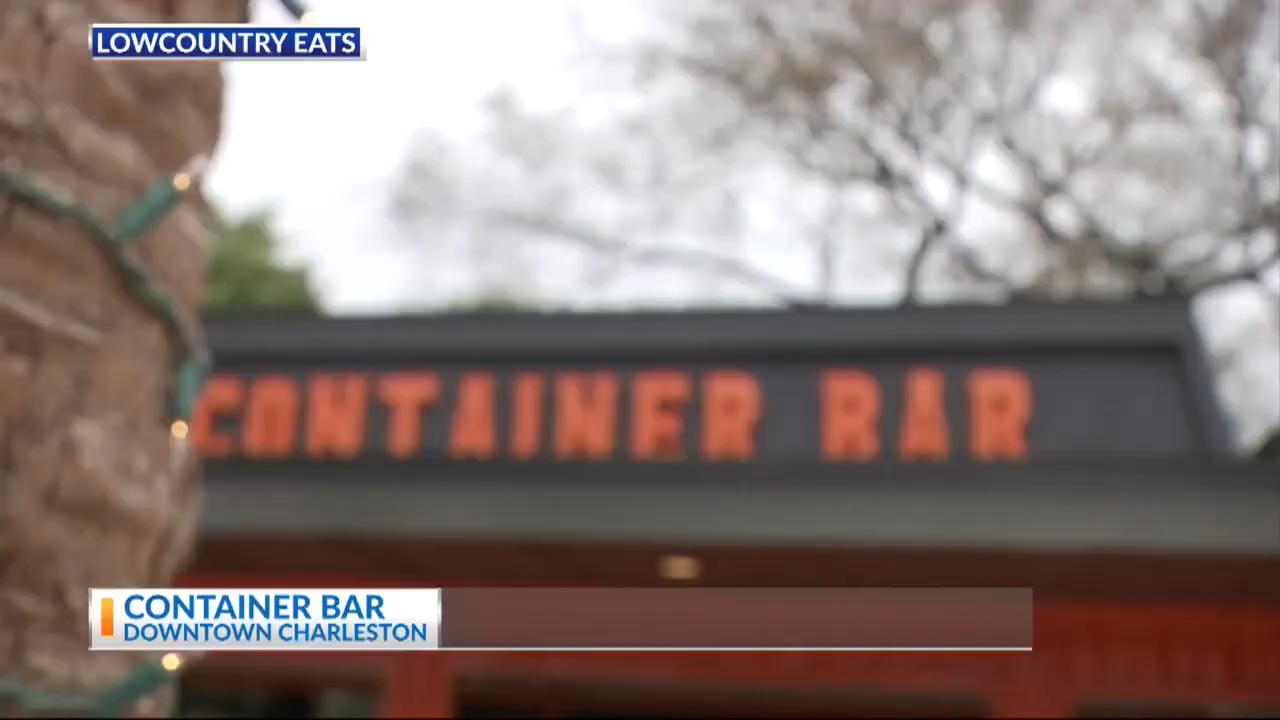 LOWCOUNTRY EATS
CONTAINER BAR
CONTAINER BAR
DOWNTOWN CHARLESTON